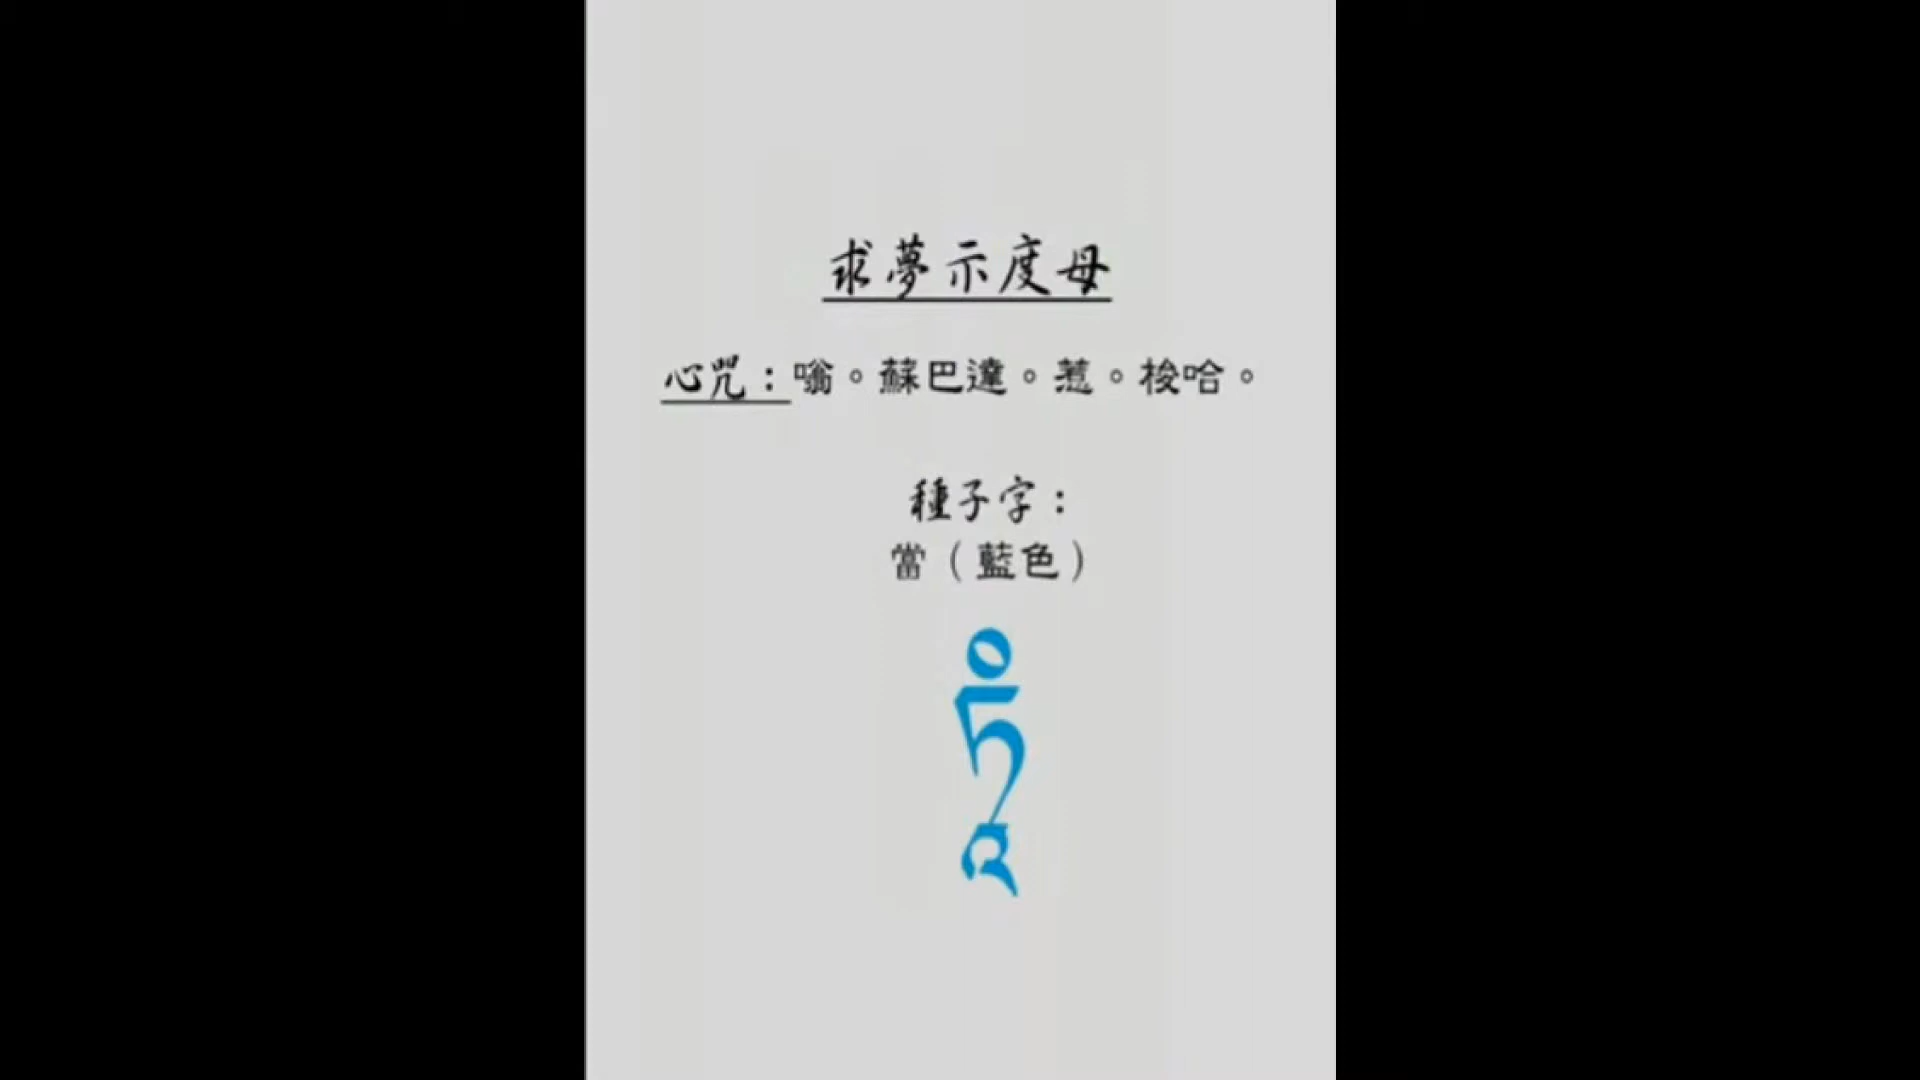 求夢示度母
心咒：嗡。蘇巴達。惹。梭哈。
種子字：
當（藍色）
ཏཱཾ